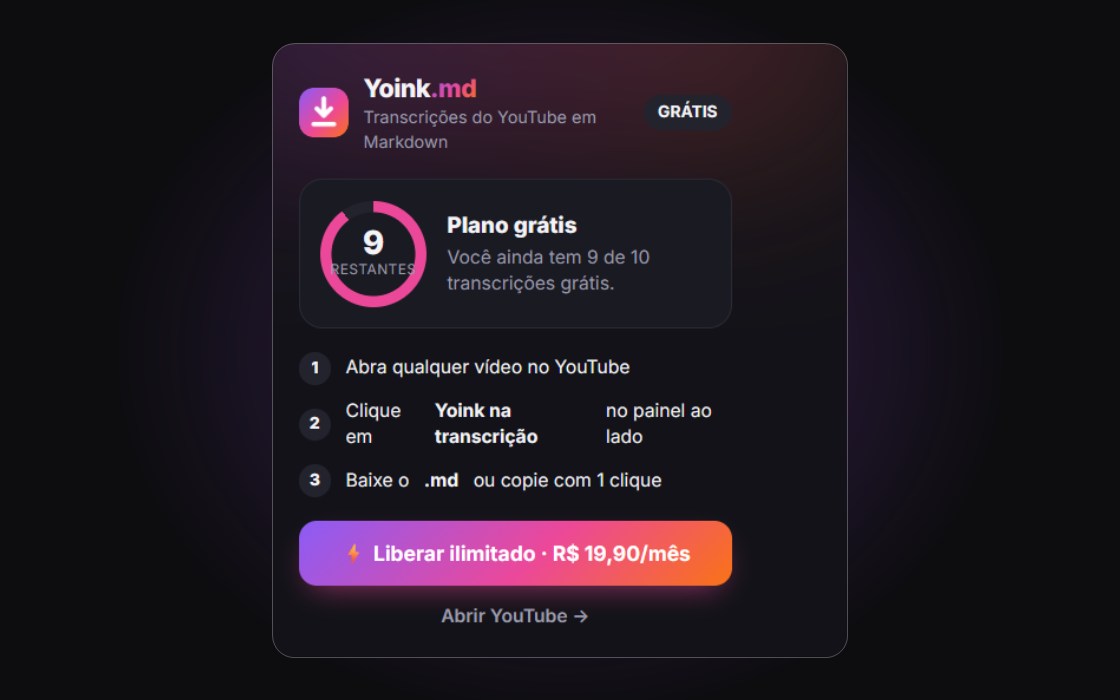 Yoink.md
Transcrições do YouTube em
Markdown
GRÁTIS
9
RESTANTES
Plano grátis
Você ainda tem 9 de 10
transcrições grátis.
1 Abra qualquer vídeo no YouTube
2 Clique em Yoink na transcrição no painel ao lado
3 Baixe o .md ou copie com 1 clique
Liberar ilimitado · R$ 19,90/mês
Abrir YouTube →